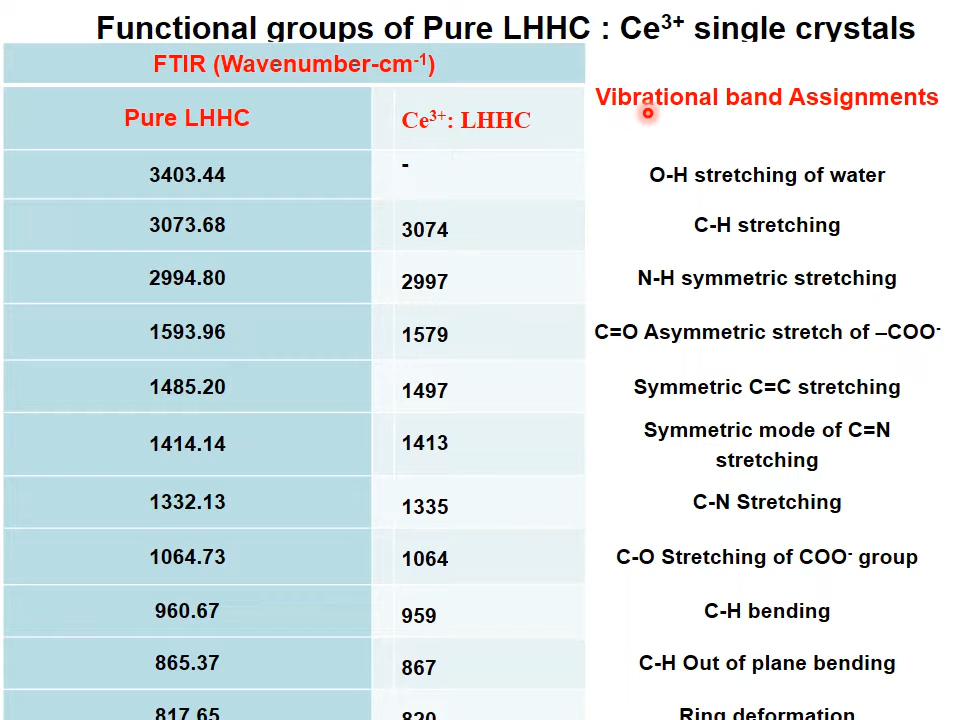 Functional groups of Pure LHHC : Ce³⁺ single crystals
FTIR (Wavenumber-cm⁻¹)
Vibrational band Assignments
Pure LHHC
Ce³⁺: LHHC
3403.44 - O-H stretching of water
3073.68 3074 C-H stretching
2994.80 2997 N-H symmetric stretching
1593.96 1579 C=O Asymmetric stretch of –COO⁻
1485.20 1497 Symmetric C=C stretching
1414.14 1413 Symmetric mode of C=N
stretching
1332.13 1335 C-N Stretching
1064.73 1064 C-O Stretching of COO⁻ group
960.67 959 C-H bending
865.37 867 C-H Out of plane bending
817.65 820 Ring deformation